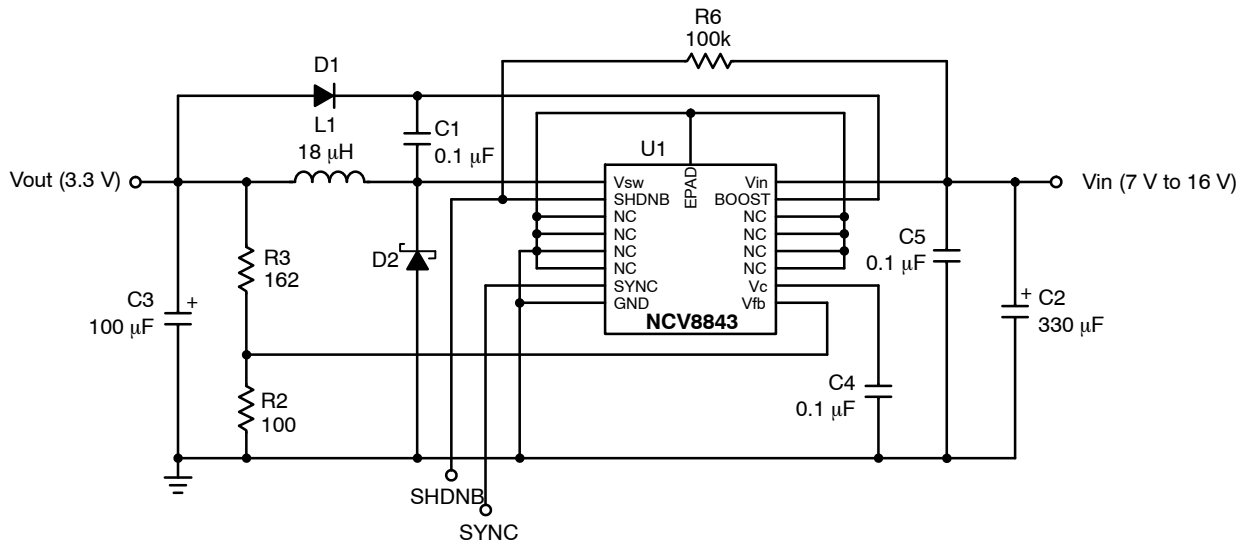 R6
100k
D1
L1
18 μH
C1
0.1 μF
U1
Vout (3.3 V)
Vin (7 V to 16 V)
Vsw
SHDNB
NC
NC
NC
NC
SYNC
GND
EPAD
Vin
BOOST
NC
NC
NC
NC
Vc
Vfb
NCV8843
R3
162
D2
C5
0.1 μF
C3
+
100 μF
+
C2
330 μF
R2
100
C4
0.1 μF
SHDNB
SYNC